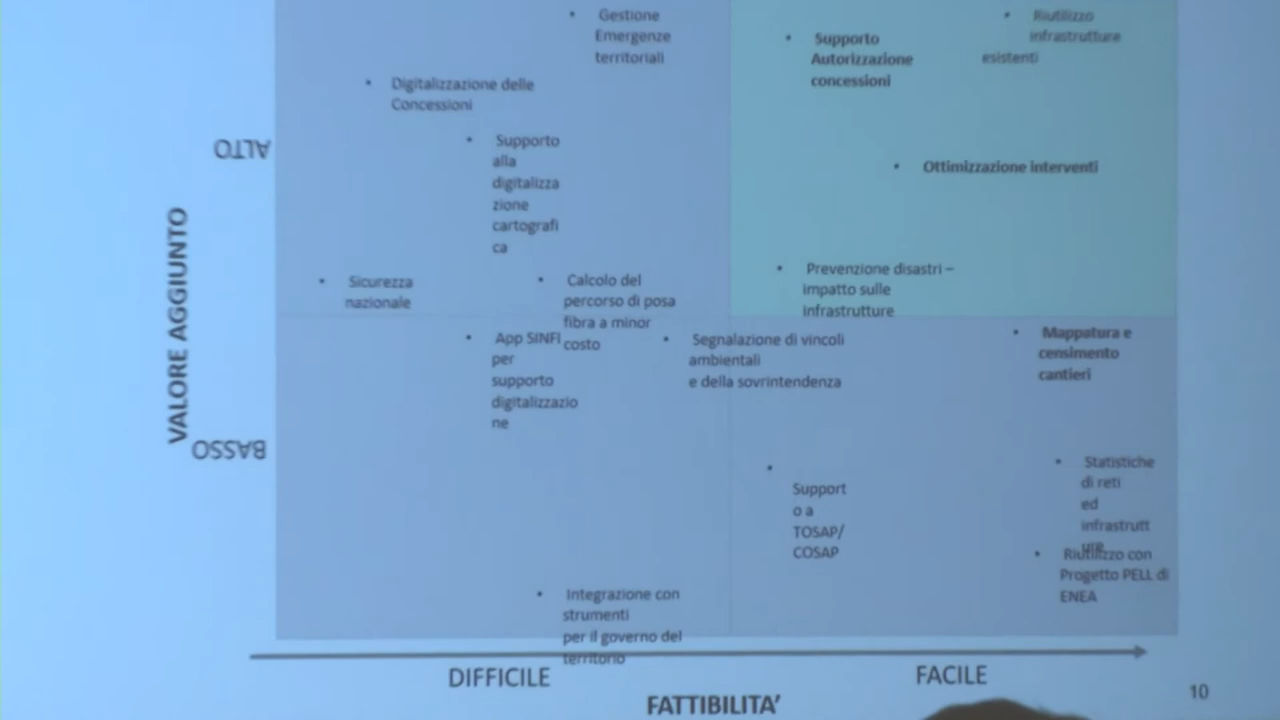 • Gestione
Emergenze
territoriali
• Digitalizzazione delle
Concessioni
• Supporto
alla
digitalizza
zione
cartografi
ca
• Sicurezza
nazionale
• Calcolo del
percorso di posa
fibra a minor
costo
• Supporto
Autorizzazione
concessioni
• Riutilizzo
infrastrutture
esistenti
• Ottimizzazione interventi
• Prevenzione disastri –
impatto sulle
Infrastrutture
• App SINFI
per
supporto
digitalizzazio
ne
• Segnalazione di vincoli
ambientali
e della sovrintendenza
• Mappatura e
censimento
cantieri
•
Support
o a
TOSAP/
COSAP
• Statistiche
di reti
ed
infrastrutt
ure
• Riutilizzo con
Progetto PELL di
ENEA
• Integrazione con
strumenti
per il governo del
territorio
ALTO
VALORE AGGIUNTO
BASSO
DIFFICILE
FACILE
FATTIBILITA'
10